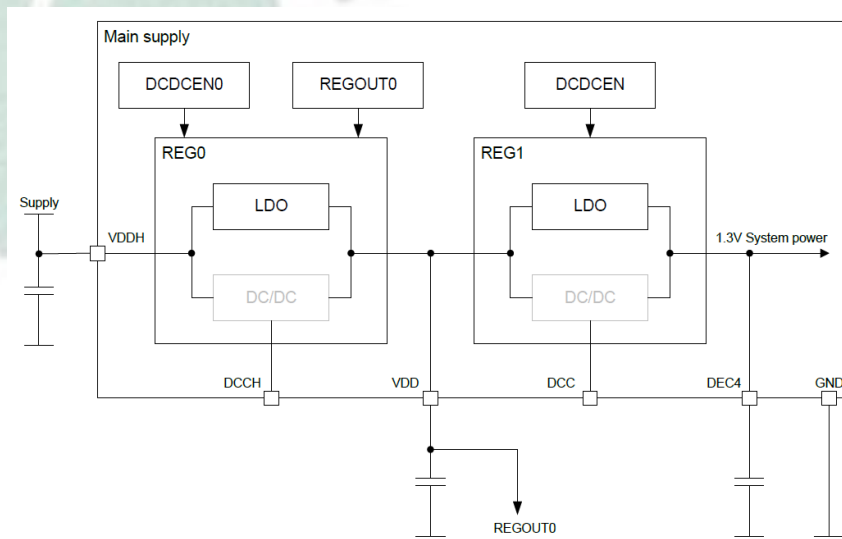 Main supply
DCDCEN0
REGOUT0
DCDCEN
REG0
REG1
LDO
LDO
Supply
VDDH
1.3V System power
DC/DC
DC/DC
DCCH
VDD
DCC
DEC4
GND
REGOUT0